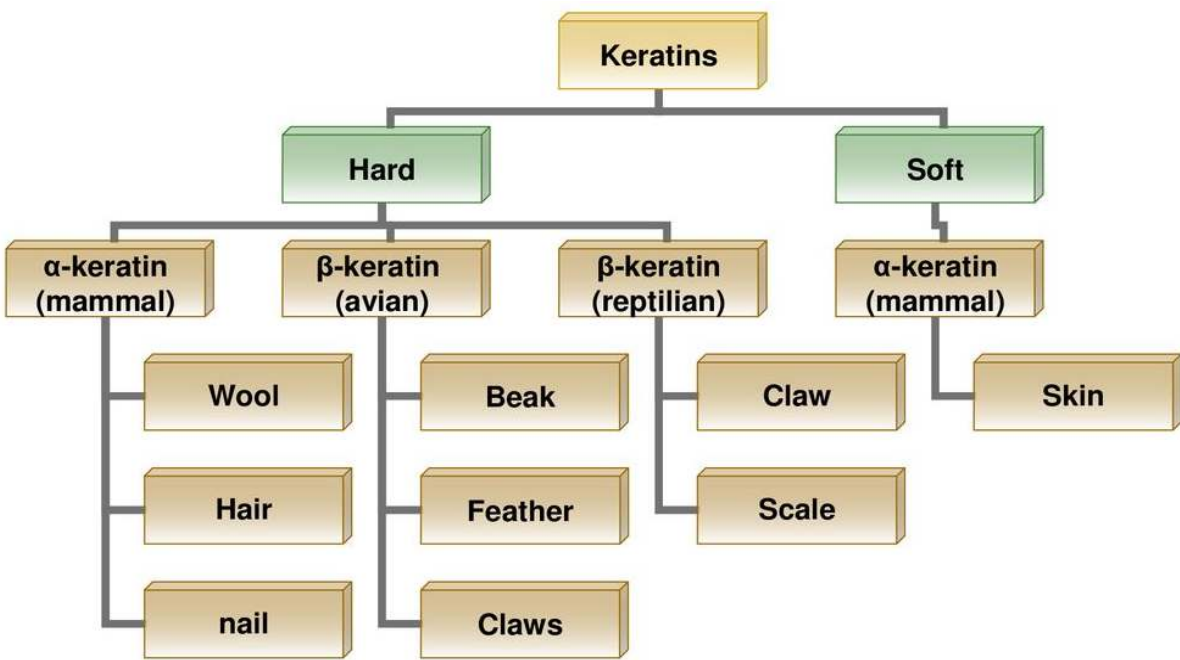 Keratins
Hard
Soft
α-keratin
(mammal)
β-keratin
(avian)
β-keratin
(reptilian)
α-keratin
(mammal)
Wool
Beak
Claw
Skin
Hair
Feather
Scale
nail
Claws